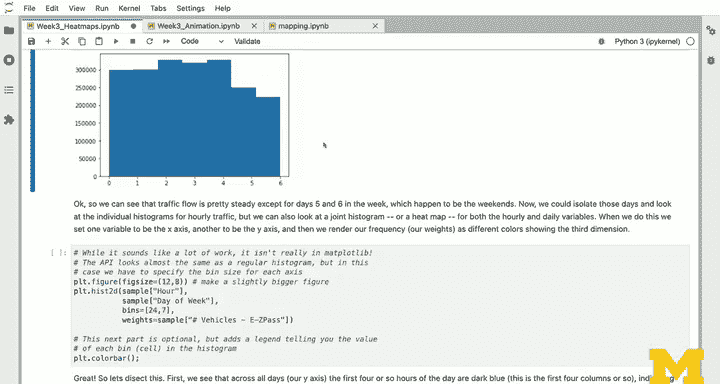 File Edit View Run Kernel Tabs Settings Help
Week3_Heatmaps.ipynb
Week3_Animation.ipynb
mapping.ipynb
Code
Validate
Python 3 (ipykernel)
300000
250000
200000
150000
100000
50000
0
0 1 2 3 4 5 6
Ok, so we can see that traffic flow is pretty steady except for days 5 and 6 in the week, which happen to be the weekends. Now, we could isolate those days and look
at the individual histograms for hourly traffic, but we can also look at a joint histogram -- or a heat map -- for both the hourly and daily variables. When we do this we
set one variable to be the x axis, another to be the y axis, and then we render our frequency (our weights) as different colors showing the third dimension.
[ ]: # While it sounds like a lot of work, it isn't really in matplotlib!
# The API looks almost the same as a regular histogram, but in this
# case we have to specify the bin size for each axis
plt.figure(figsize=(12,8)) # make a slightly bigger figure
plt.hist2d(sample["Hour"],
sample["Day of Week"],
bins=[24,7],
weights=sample["# Vehicles - E-ZPass"])
# This next part is optional, but adds a legend telling you the value
# of each bin (cell) in the histogram
plt.colorbar();
Great! So lets disect this. First, we see that across all days (our y axis) the first four or so hours of the day are dark blue (this is the first four columns or so),
M